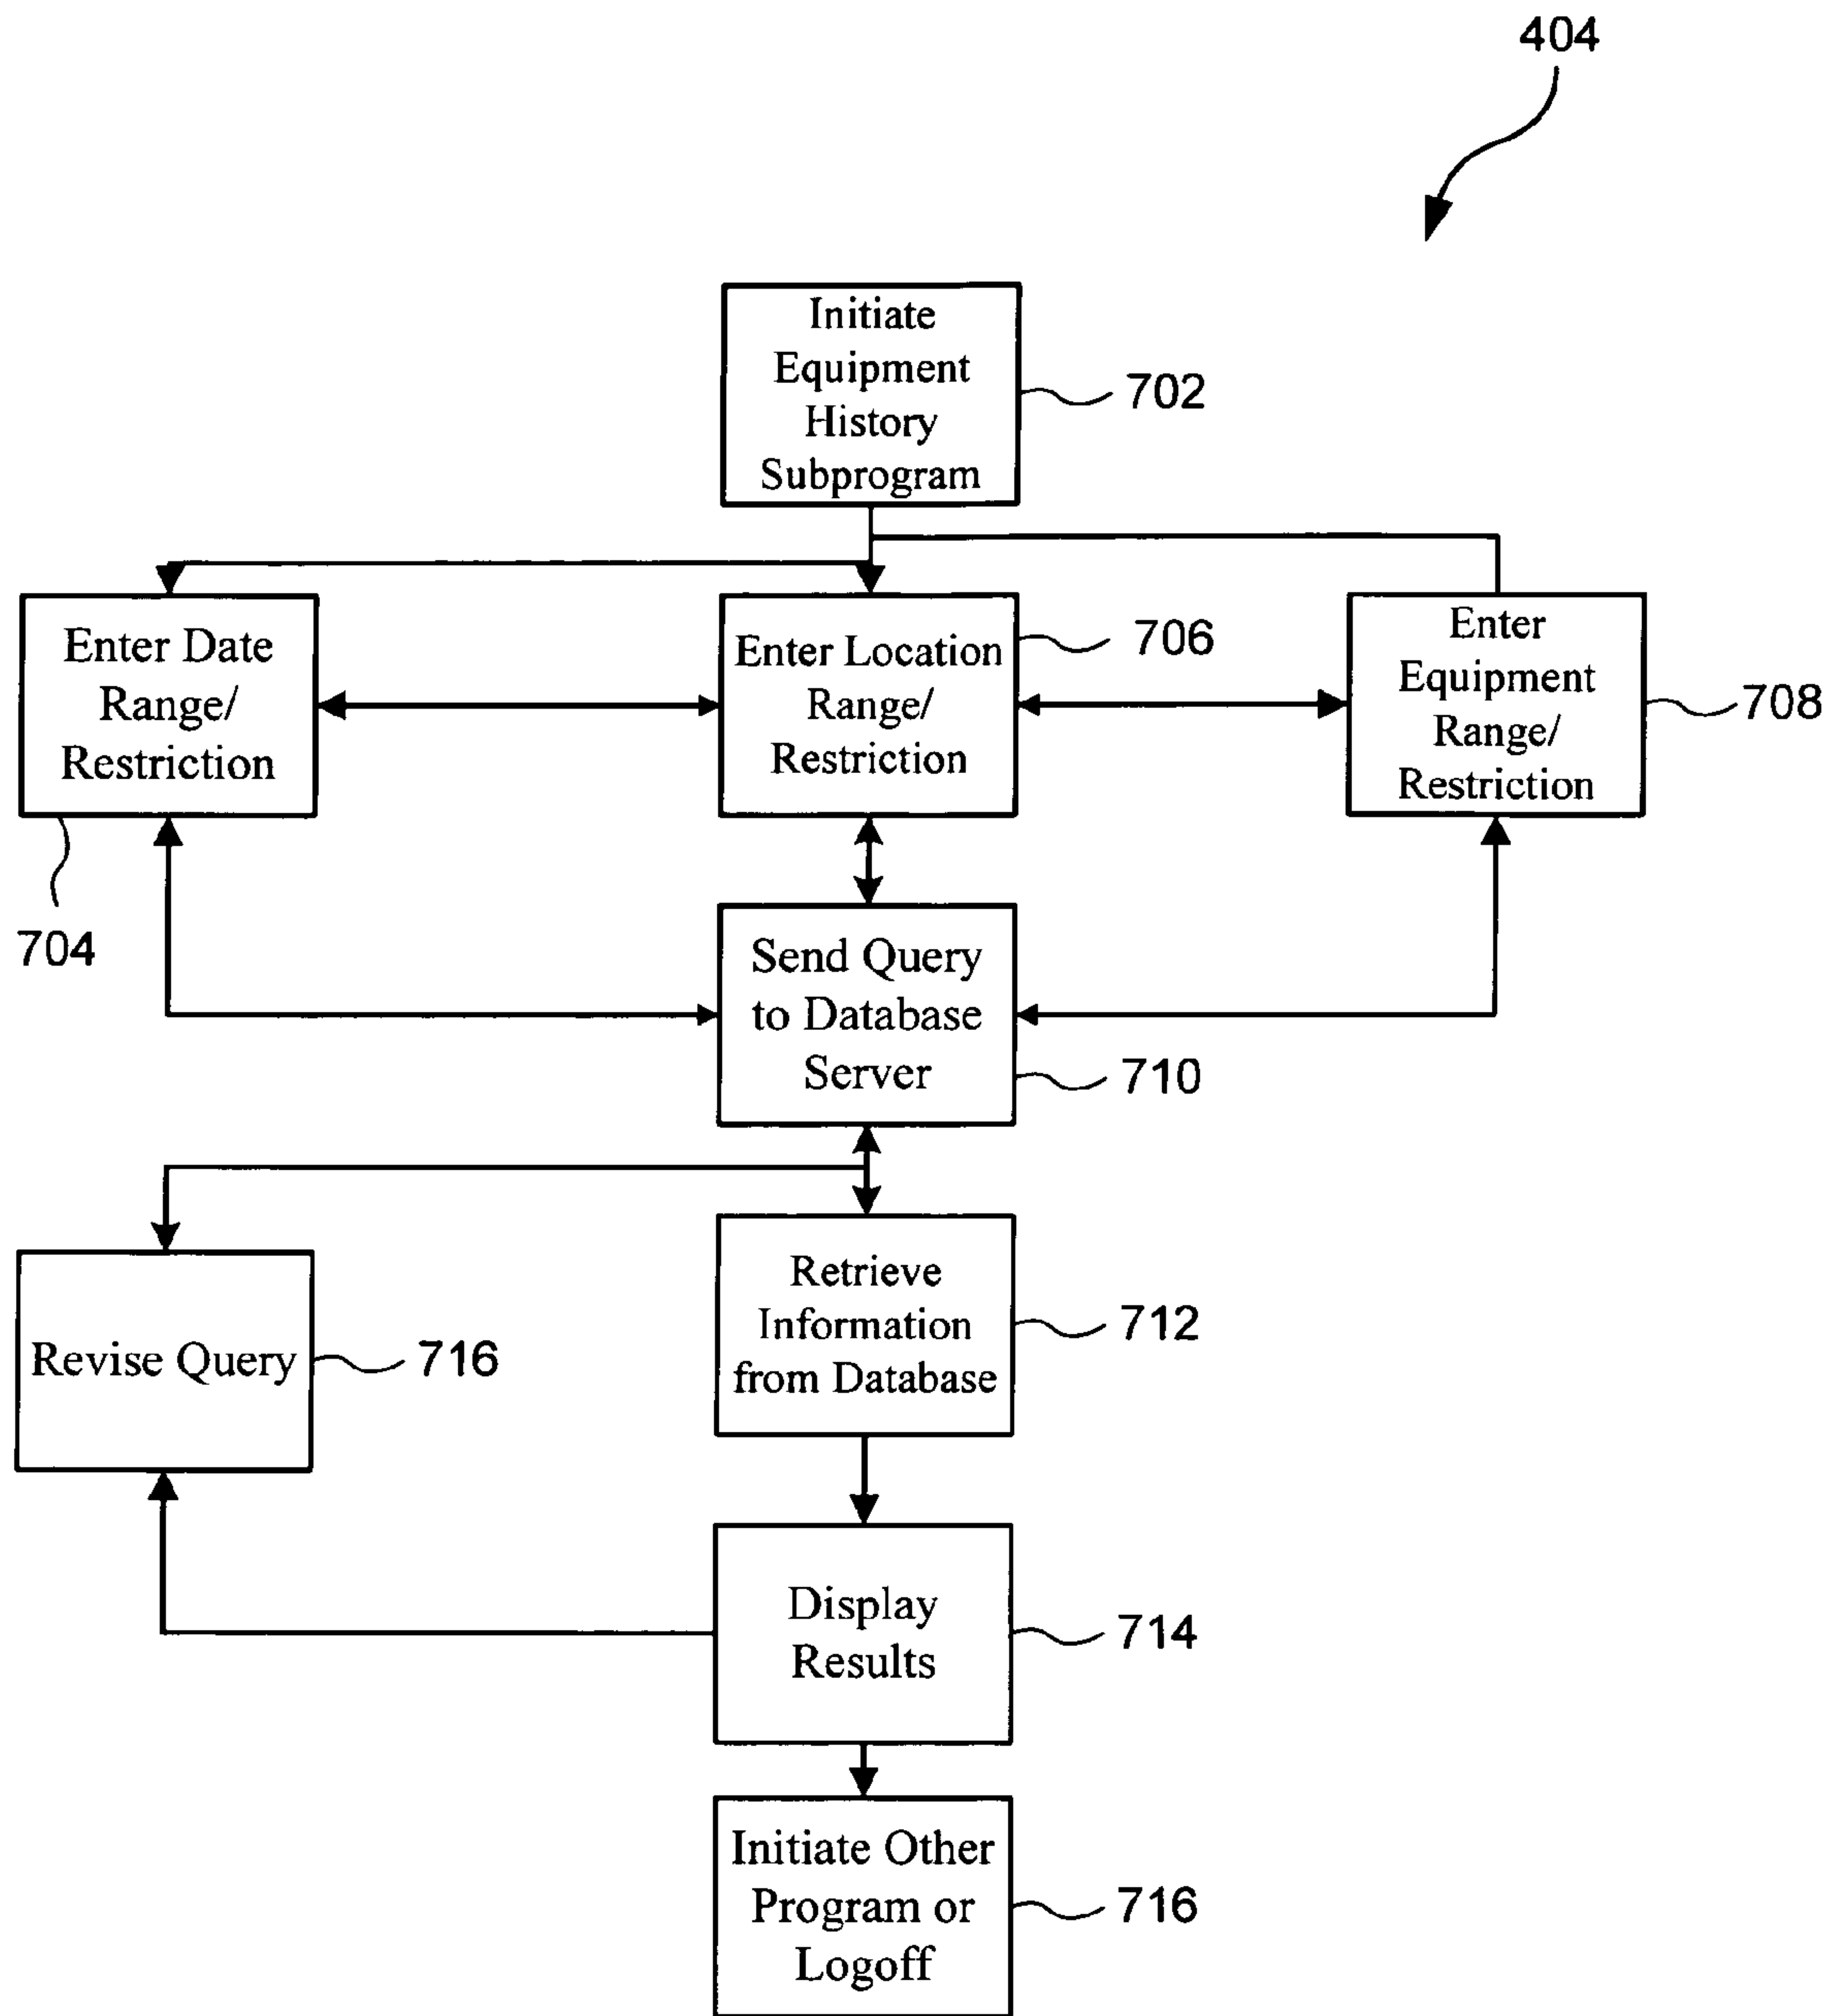 404
Initiate
Equipment
History
Subprogram
702
Enter Date
Range/
Restriction
704
Enter Location
Range/
Restriction
706
Enter
Equipment
Range/
Restriction
708
Send Query
to Database
Server
710
Revise Query
716
Retrieve
Information
from Database
712
Display
Results
714
Initiate Other
Program or
Logoff
716